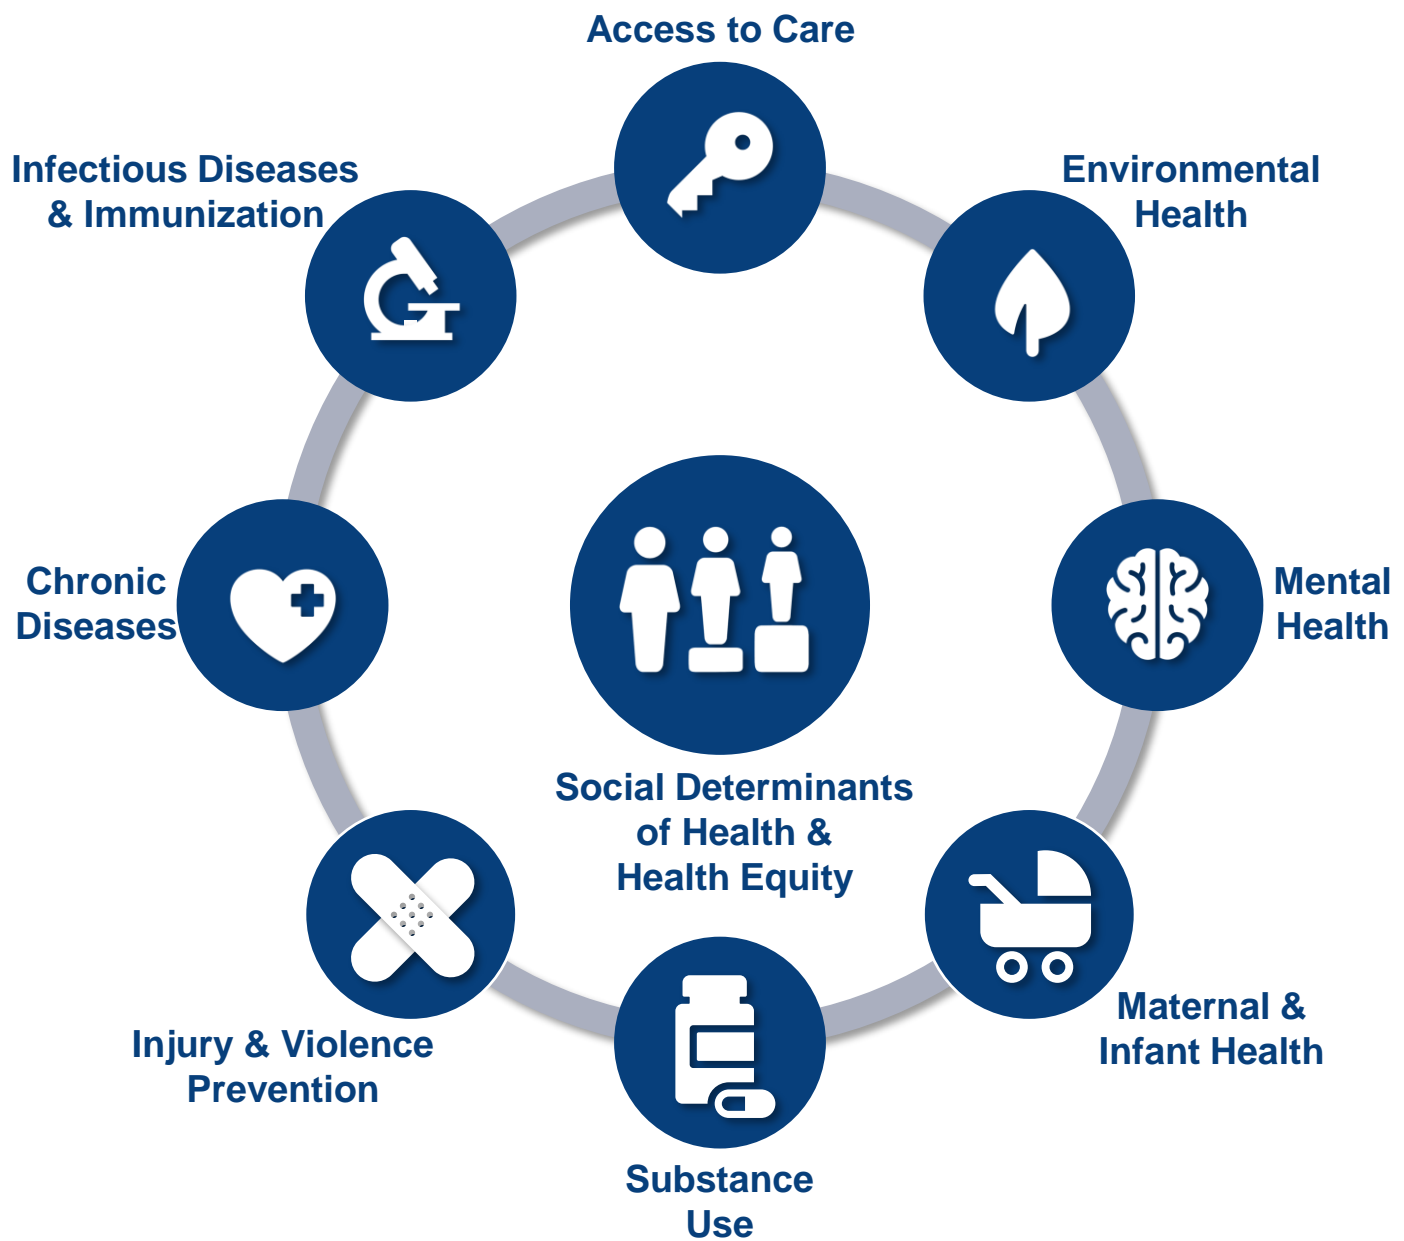 Access to Care
Environmental
Health
Mental
Health
Maternal &
Infant Health
Substance
Use
Injury & Violence
Prevention
Chronic
Diseases
Infectious Diseases
& Immunization
Social Determinants
of Health &
Health Equity